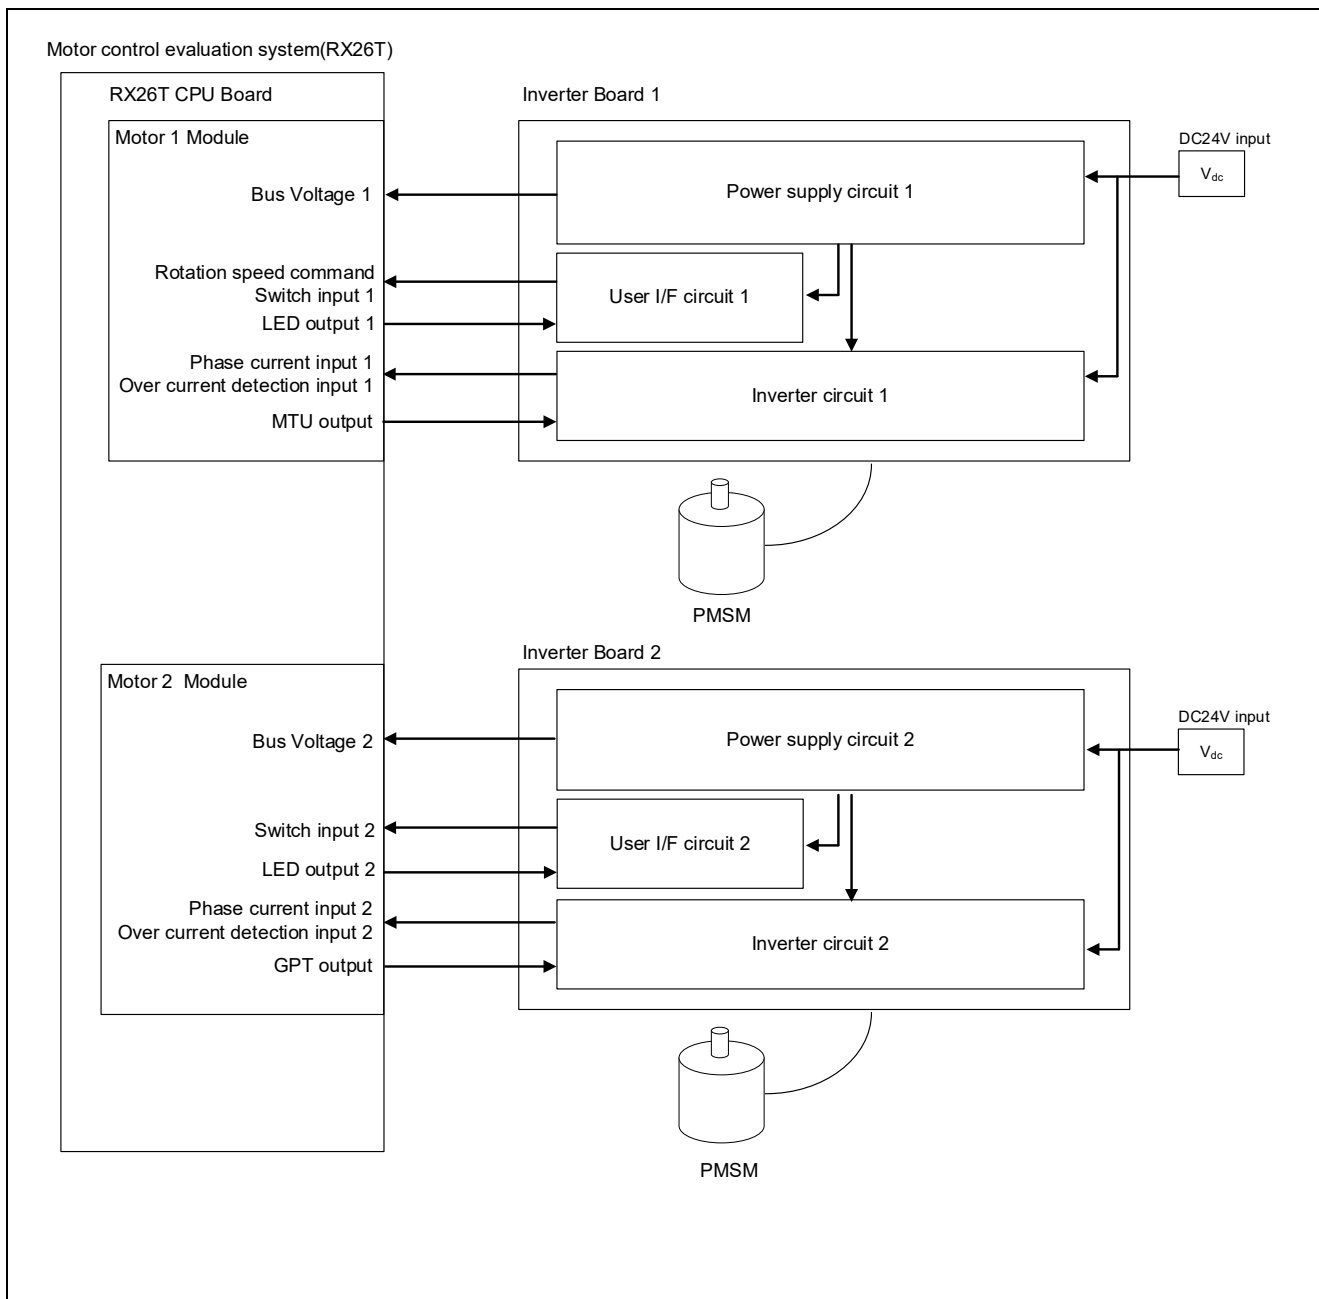 Motor control evaluation system(RX26T)
RX26T CPU Board
Inverter Board 1
Motor 1 Module
DC24V input
Vdc
Bus Voltage 1
Power supply circuit 1
Rotation speed command
Switch input 1
User I/F circuit 1
LED output 1
Phase current input 1
Over current detection input 1
Inverter circuit 1
MTU output
PMSM
Inverter Board 2
Motor 2 Module
DC24V input
Vdc
Bus Voltage 2
Power supply circuit 2
Switch input 2
User I/F circuit 2
LED output 2
Phase current input 2
Over current detection input 2
Inverter circuit 2
GPT output
PMSM